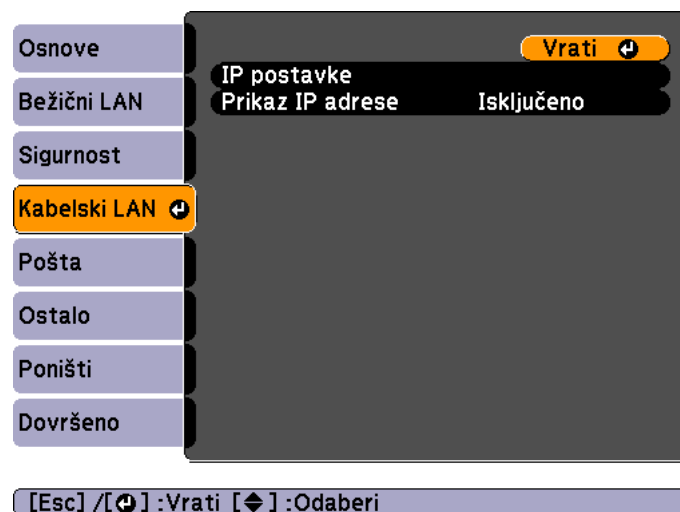 Osnove
Bežični LAN
Sigurnost
Kabelski LAN
Pošta
Ostalo
Poništi
Dovršeno
Vrati
IP postavke
Prikaz IP adrese Isključeno
[Esc] /[⏎] :Vrati [◆] :Odaberi